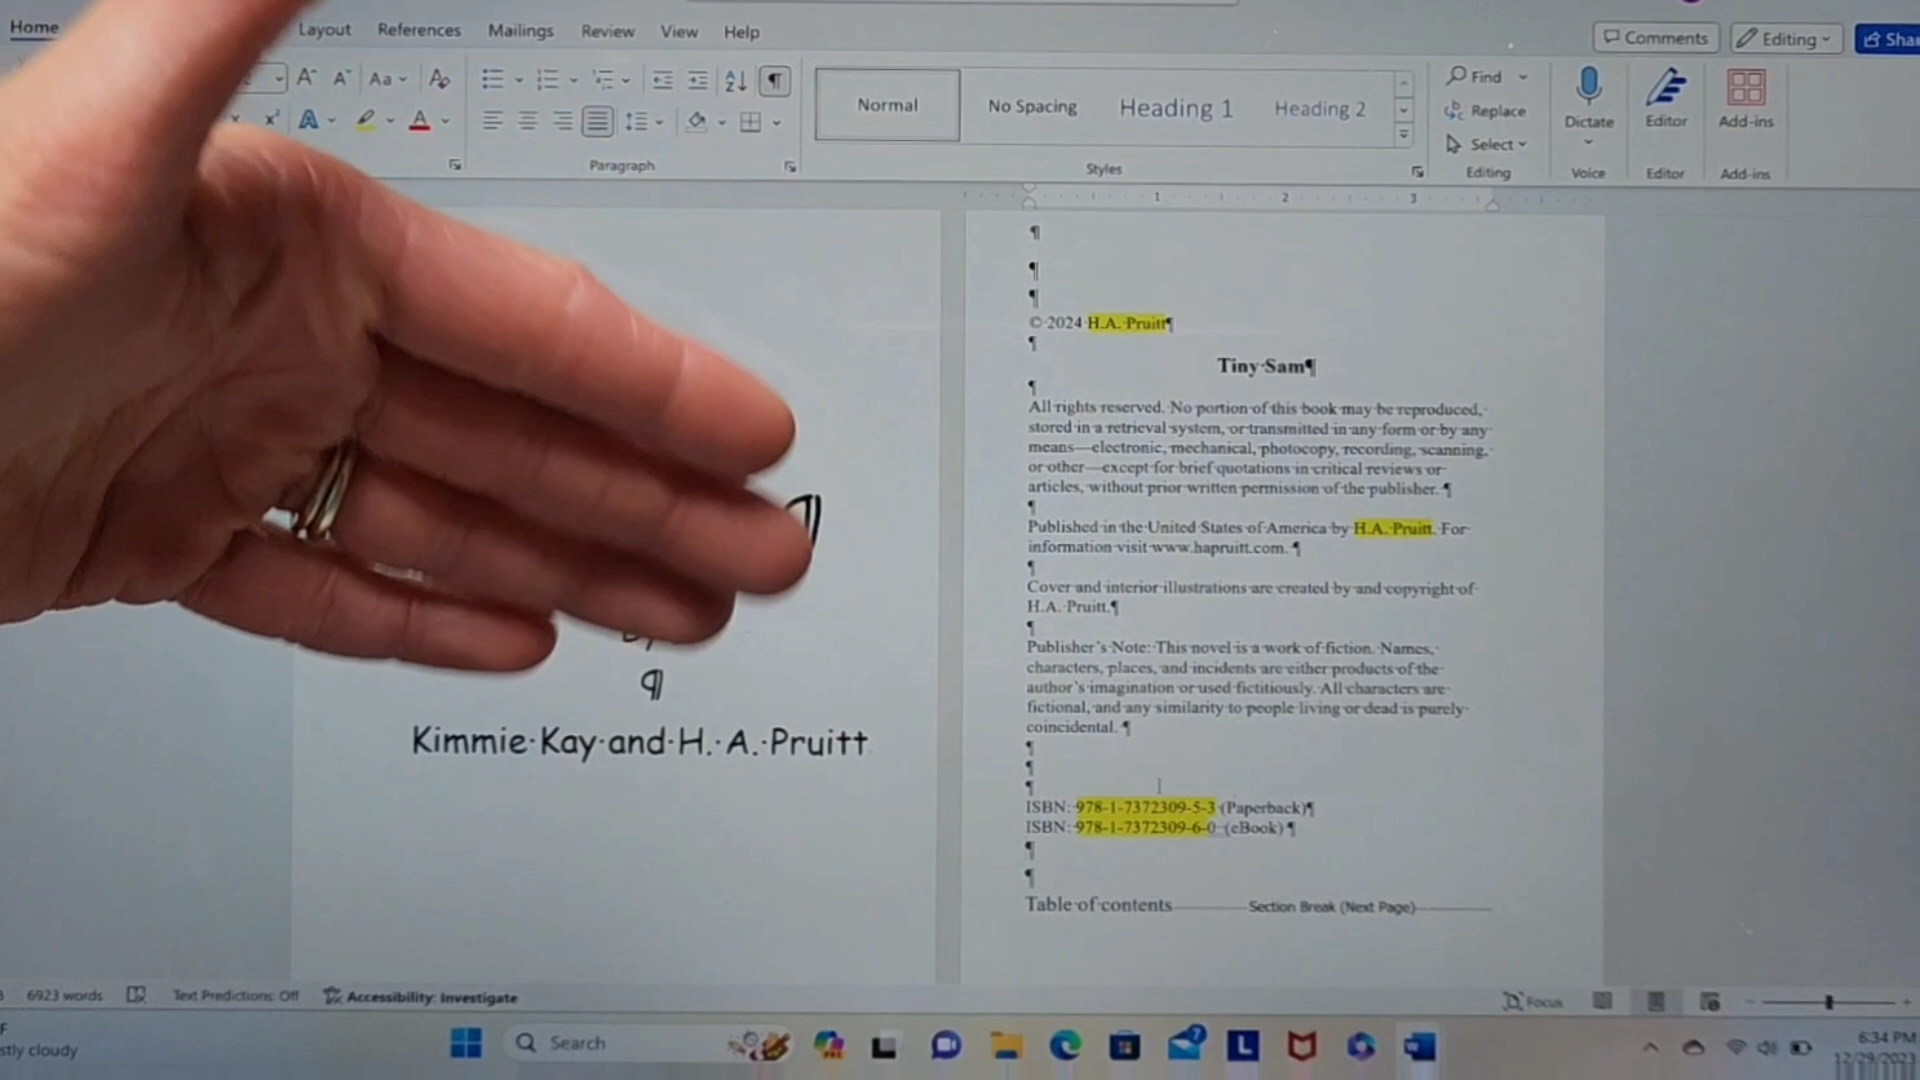 Home
Layout References Mailings Review View Help
Comments Editing
Aa
Normal No Spacing Heading 1 Heading 2
Find
Replace
Select
Dictate Editor Add-ins
Paragraph Styles Editing Voice Editor Add-ins
1 2 3
¶
¶
¶
© 2024 H.A. Pruitt¶
¶
Tiny Sam¶
¶
All rights reserved. No portion of this book may be reproduced,
stored in a retrieval system, or transmitted in any form or by any
means—electronic, mechanical, photocopy, recording, scanning,
or other—except for brief quotations in critical reviews or
articles, without prior written permission of the publisher. ¶
¶
Published in the United States of America by H.A. Pruitt. For
information visit www.hapruitt.com. ¶
¶
Cover and interior illustrations are created by and copyright of
H.A. Pruitt.¶
¶
Publisher's Note: This novel is a work of fiction. Names,
characters, places, and incidents are either products of the
author's imagination or used fictitiously. All characters are
fictional, and any similarity to people living or dead is purely
coincidental. ¶
¶
¶
¶
ISBN: 978-1-7372309-5-3 (Paperback)¶
ISBN: 978-1-7372309-6-0 (eBook)¶
¶
¶
Table of contents Section Break (Next Page)
¶
Kimmie Kay and H. A. Pruitt
6923 words Text Predictions: Off Accessibility: Investigate Focus
cloudy
Search
6:34 PM
12/29/2023